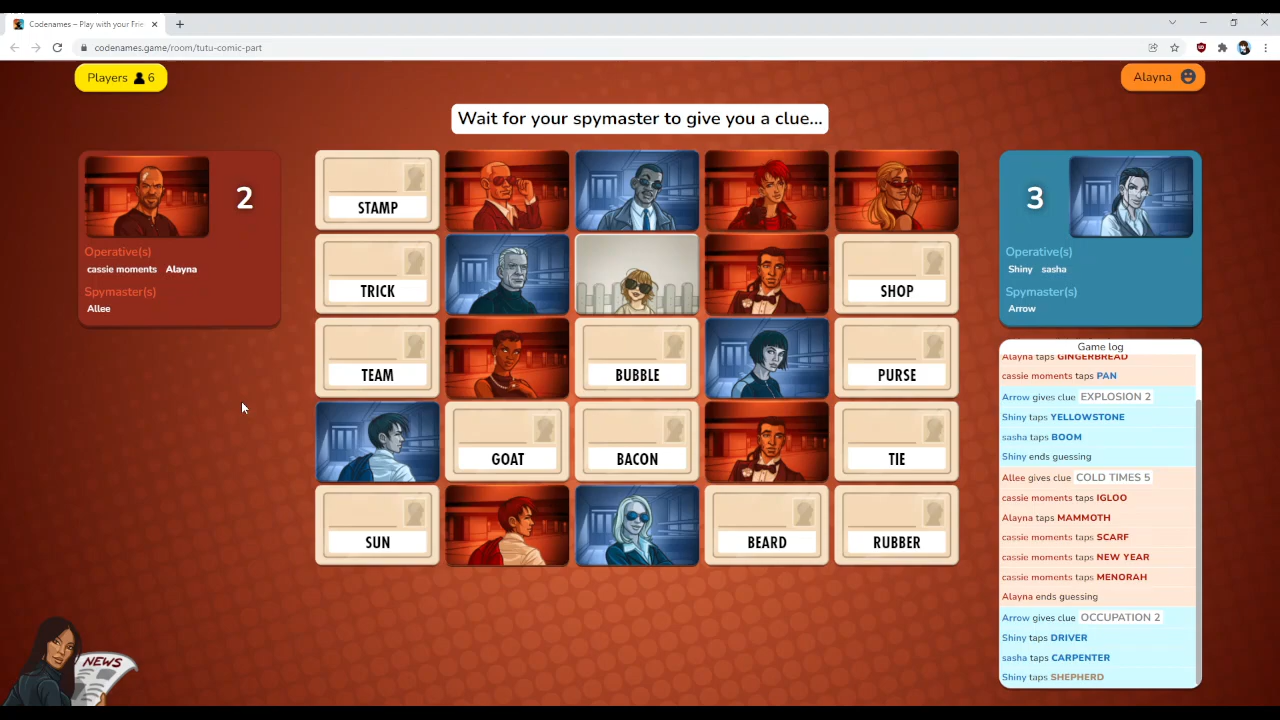 Codenames – Play with your Frie
codenames.game/room/tutu-comic-part
Players 6
Alayna
Wait for your spymaster to give you a clue...
2
Operative(s)
cassie moments Alayna
Spymaster(s)
Allee
STAMP
TRICK
SHOP
TEAM
BUBBLE
PURSE
GOAT
BACON
TIE
SUN
BEARD
RUBBER
3
Operative(s)
Shiny sasha
Spymaster(s)
Arrow
Game log
Alayna taps GINGERBREAD
cassie moments taps PAN
Arrow gives clue EXPLOSION 2
Shiny taps YELLOWSTONE
sasha taps BOOM
Shiny ends guessing
Allee gives clue COLD TIMES 5
cassie moments taps IGLOO
Alayna taps MAMMOTH
cassie moments taps SCARF
cassie moments taps NEW YEAR
cassie moments taps MENORAH
Alayna ends guessing
Arrow gives clue OCCUPATION 2
Shiny taps DRIVER
sasha taps CARPENTER
Shiny taps SHEPHERD
NEWS